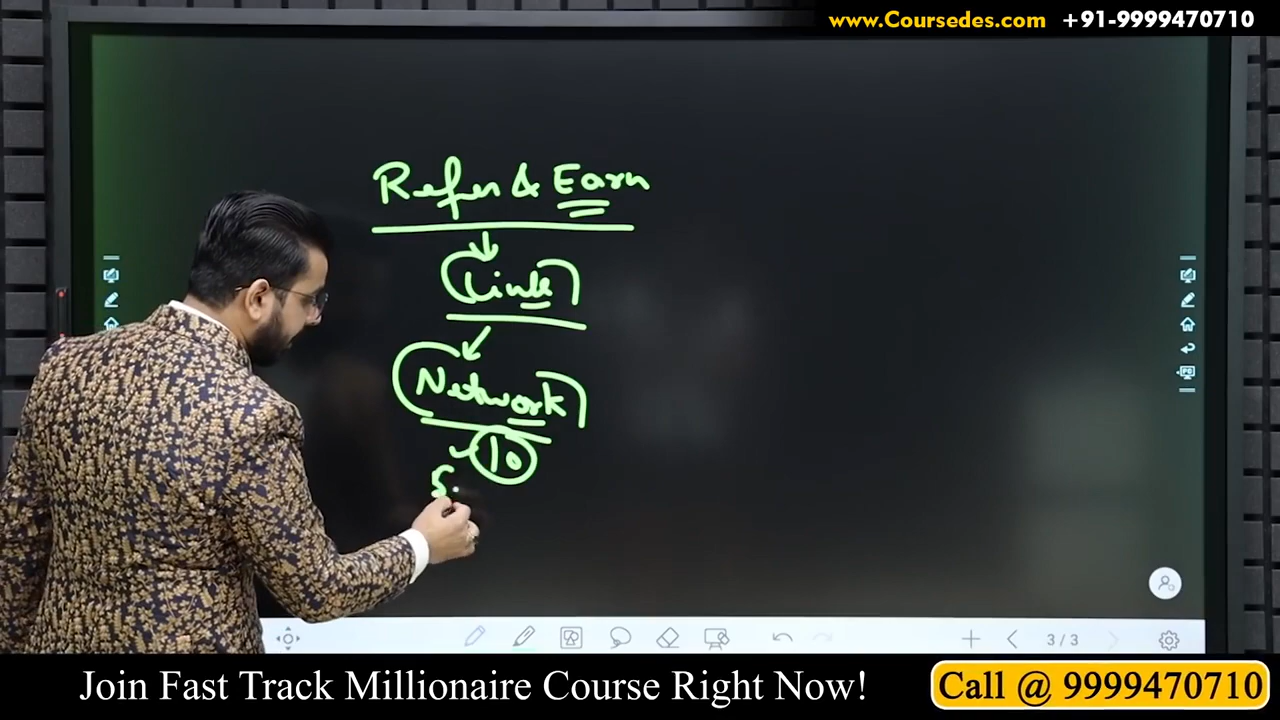 www.Coursedes.com +91-9999470710
Refer & Earn
Link
Network
10
PC
3/3
Join Fast Track Millionaire Course Right Now!
Call @ 9999470710